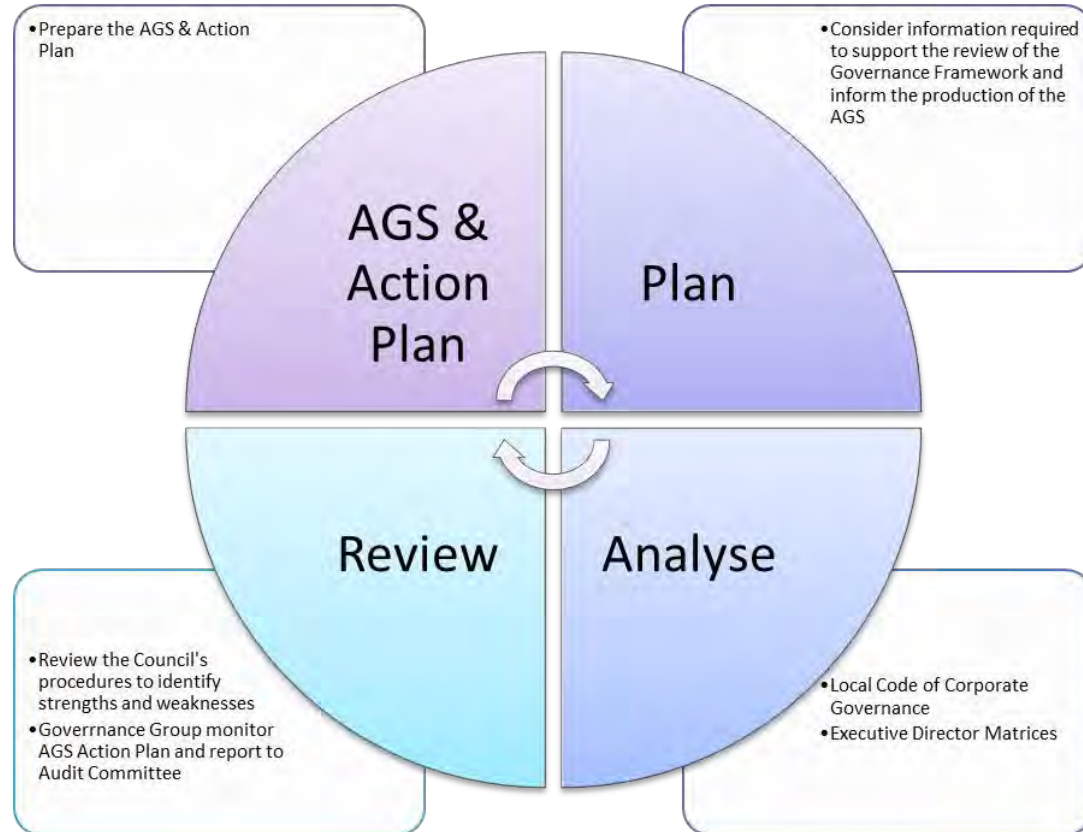 •Prepare the AGS & Action
Plan
•Consider information required
to support the review of the
Governance Framework and
inform the production of the
AGS
AGS &
Action
Plan
Plan
Review
Analyse
•Review the Council's
procedures to identify
strengths and weaknesses
•Goverrnance Group monitor
AGS Action Plan and report to
Audit Committee
•Local Code of Corporate
Governance
•Executive Director Matrices